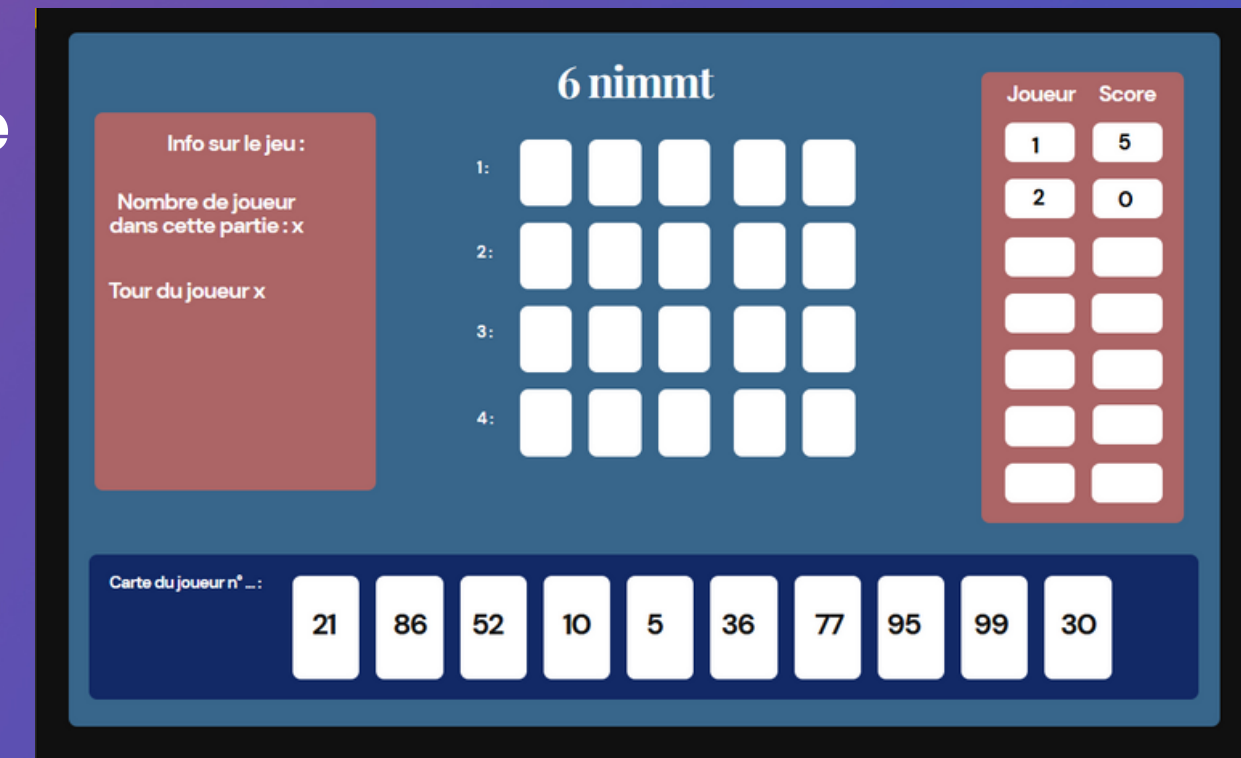 e
6 nimmt
Info sur le jeu :
Nombre de joueur
dans cette partie : x
Tour du joueur x
1:
2:
3:
4:
Joueur Score
1 5
2 0
Carte du joueur n° ... :
21 86 52 10 5 36 77 95 99 30